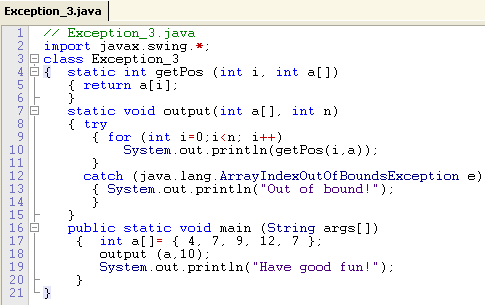 Exception_3.java
1 // Exception_3.java
2 import javax.swing.*;
3 class Exception_3
4 { static int getPos (int i, int a[])
5 { return a[i];
6 }
7 static void output(int a[], int n)
8 { try
9 { for (int i=0;i<n; i++)
10 System.out.println(getPos(i,a));
11 }
12 catch (java.lang.ArrayIndexOutOfBoundsException e)
13 { System.out.println("Out of bound!");
14 }
15 }
16 public static void main (String args[])
17 { int a[]= { 4, 7, 9, 12, 7 };
18 output (a,10);
19 System.out.println("Have good fun!");
20 }
21 }